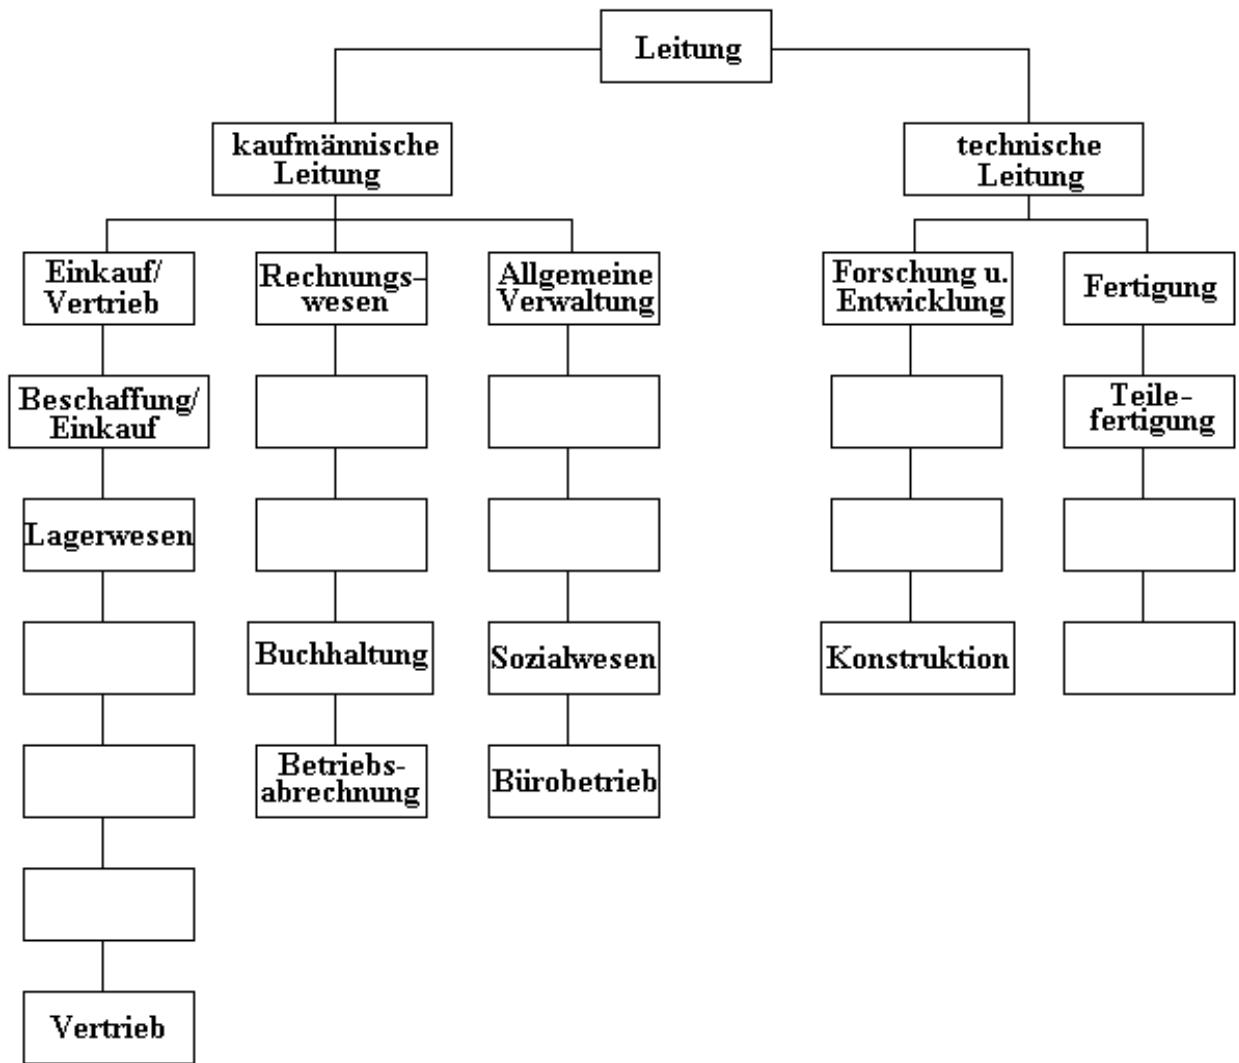 Leitung
kaufmännische
Leitung
technische
Leitung
Einkauf/
Vertrieb
Rechnungs-
wesen
Allgemeine
Verwaltung
Forschung u.
Entwicklung
Fertigung
Beschaffung/
Einkauf
Teile-
fertigung
Lagerwesen
Buchhaltung
Sozialwesen
Konstruktion
Betriebs-
abrechnung
Bürobetrieb
Vertrieb